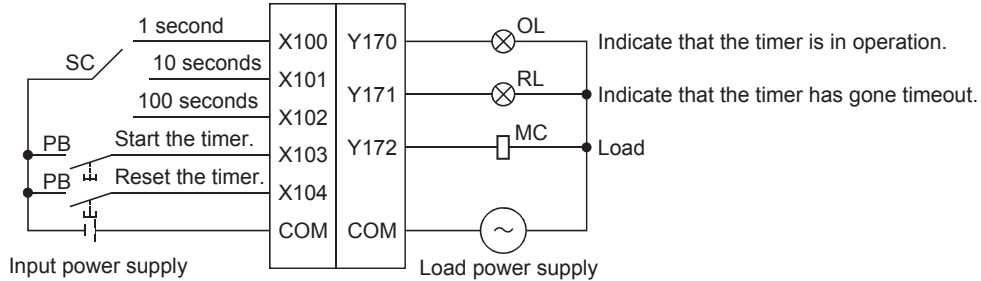 1 second X100 Y170 OL Indicate that the timer is in operation.
SC 10 seconds X101
RL
100 seconds X102 Y171 Indicate that the timer has gone timeout.
PB Start the timer. X103 Y172 MC Load
PB Reset the timer. X104
COM COM
Input power supply Load power supply